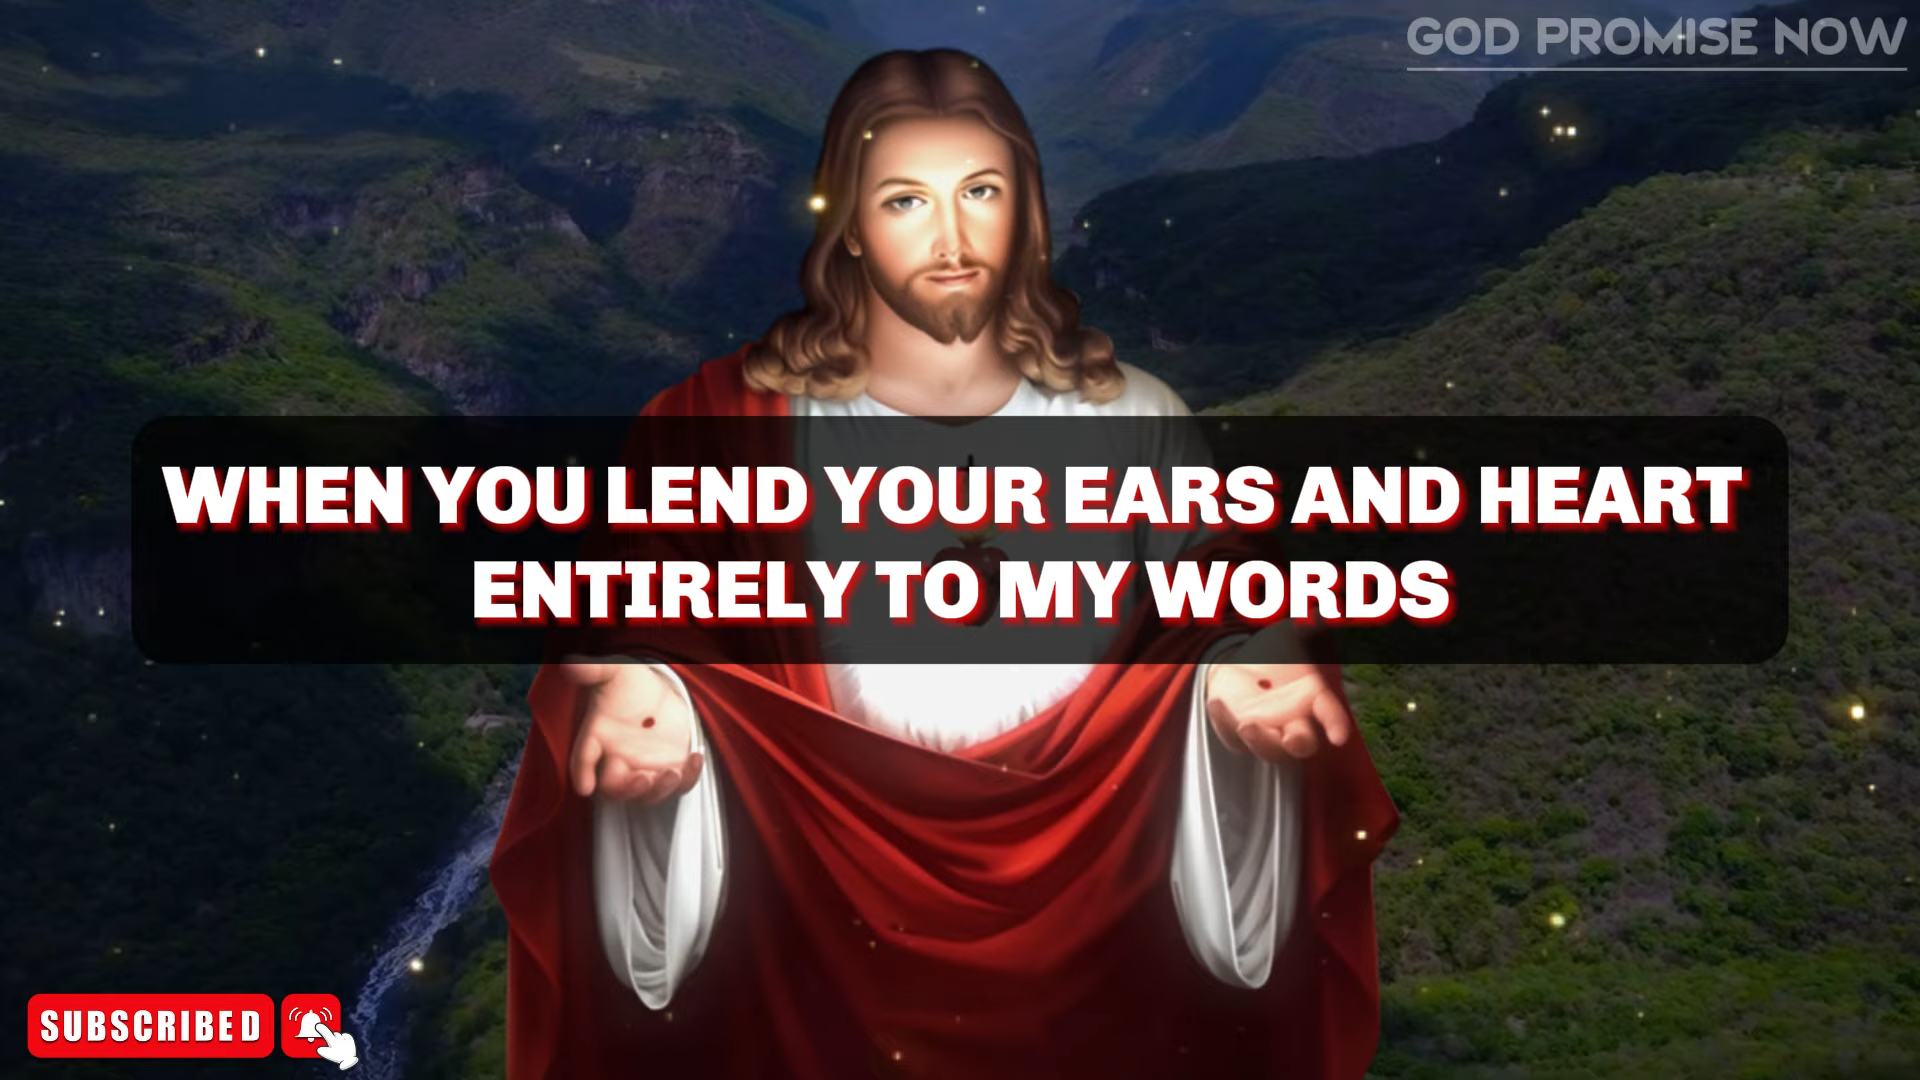 GOD PROMISE NOW
WHEN YOU LEND YOUR EARS AND HEART
ENTIRELY TO MY WORDS
SUBSCRIBED